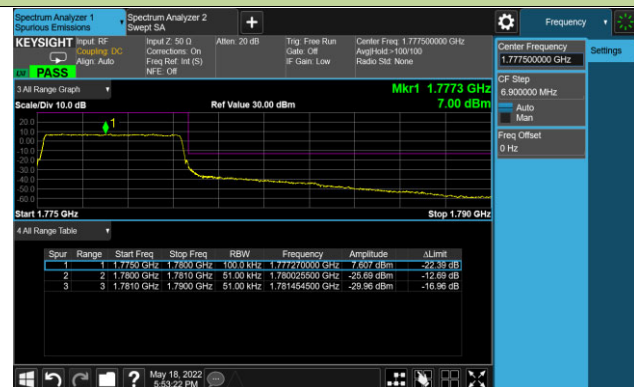 Spectrum Analyzer 1
Spurious Emissions
Spectrum Analyzer 2
Swept SA
Frequency
KEYSIGHT
Input: RF
Coupling: DC
Align: Auto
Input Z: 50 Ω
Corrections: On
Freq Ref: Int (S)
NFE: Off
Atten: 20 dB
Trig: Free Run
Gate: Off
IF Gain: Low
Center Freq: 1.777500000 GHz
Avg|Hold:>100/100
Radio Std: None
PASS
Center Frequency
1.777500000 GHz
Settings
CF Step
6.900000 MHz
Auto
Man
Freq Offset
0 Hz
3 All Range Graph
Mkr1 1.7773 GHz
Scale/Div 10.0 dB
Ref Value 30.00 dBm
7.00 dBm
1
20.0
10.0
0.00
-10.0
-20.0
-30.0
-40.0
-50.0
-60.0
Start 1.775 GHz
Stop 1.790 GHz
4 All Range Table
Spur Range Start Freq Stop Freq RBW Frequency Amplitude ΔLimit
1 1 1.7750 GHz 1.7800 GHz 100.0 kHz 1.777270000 GHz 7.607 dBm -22.39 dB
2 2 1.7800 GHz 1.7810 GHz 51.00 kHz 1.780025500 GHz -25.69 dBm -12.69 dB
3 3 1.7810 GHz 1.7900 GHz 51.00 kHz 1.781454500 GHz -29.96 dBm -16.96 dB
May 18, 2022
5:53:22 PM